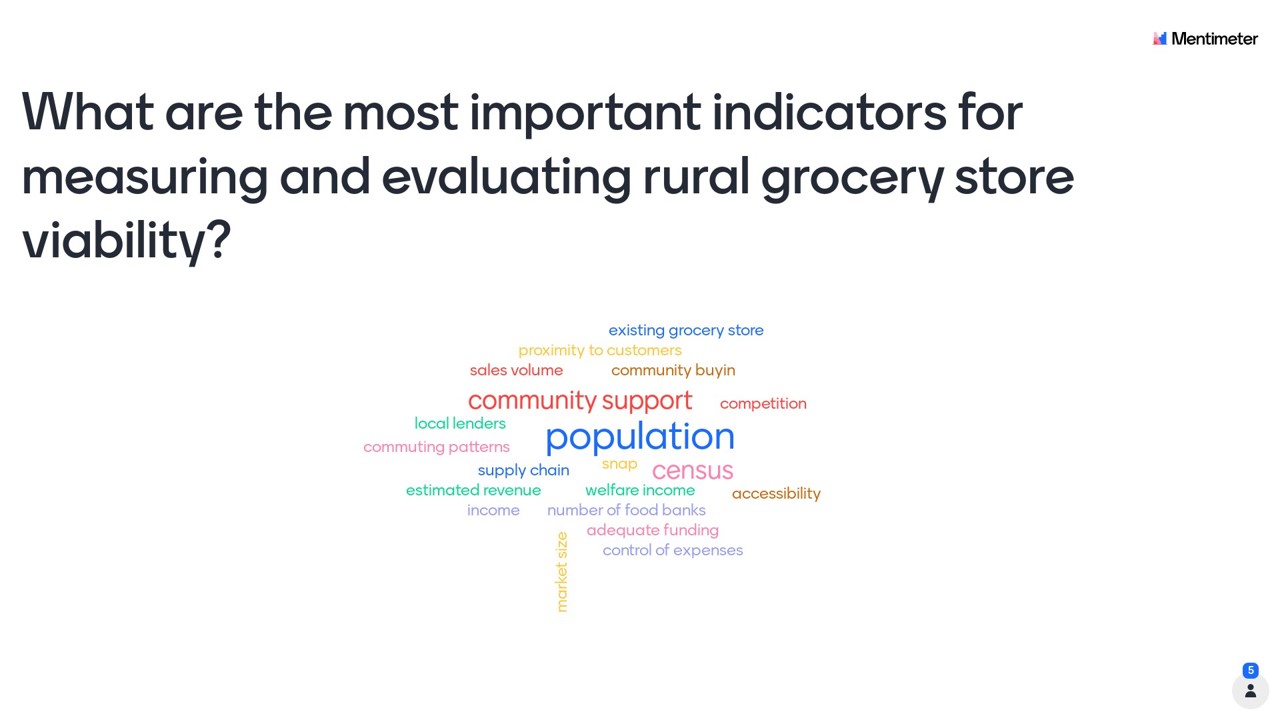 Mentimeter
What are the most important indicators for
measuring and evaluating rural grocery store
viability?
existing grocery store
proximity to customers
sales volume
community buyin
community support
competition
local lenders
population
commuting patterns
snap
supply chain
census
estimated revenue
welfare income
accessibility
income
number of food banks
adequate funding
control of expenses
market size
5